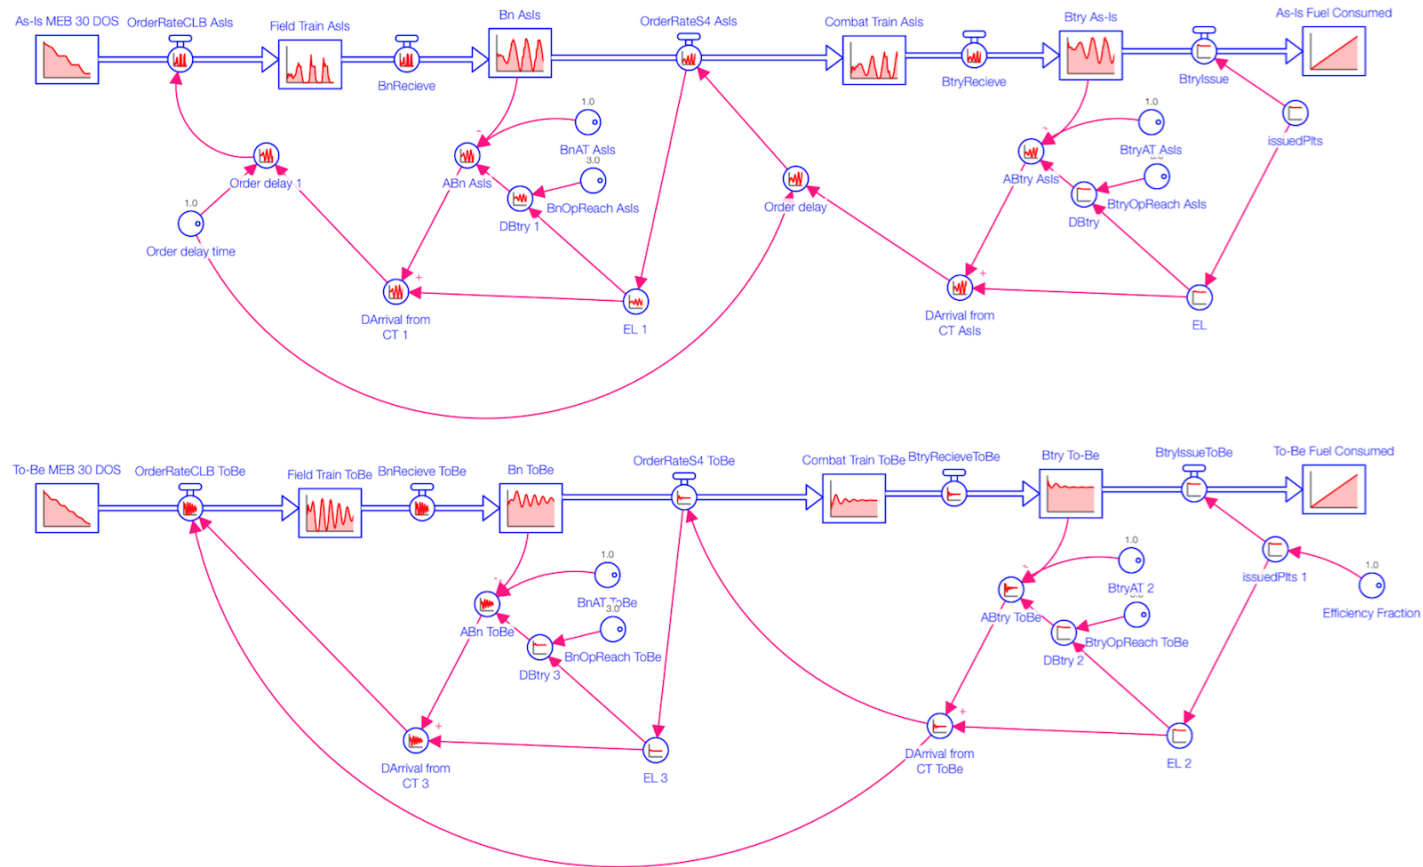 As-Is MEB 30 DOS
OrderRateCLB AsIs
Field Train AsIs
BnRecieve
Bn AsIs
OrderRateS4 AsIs
Combat Train AsIs
BtryRecieve
Btry As-Is
BtryIssue
As-Is Fuel Consumed
issuedPlts
1.0
BnAT AsIs
3.0
BnOpReach AsIs
-
ABn AsIs
DBtry 1
Order delay 1
1.0
Order delay time
+
DArrival from
CT 1
EL 1
Order delay
1.0
BtryAT AsIs
BtryOpReach AsIs
-
ABtry AsIs
DBtry
+
DArrival from
CT AsIs
EL
To-Be MEB 30 DOS
OrderRateCLB ToBe
Field Train ToBe
BnRecieve ToBe
Bn ToBe
OrderRateS4 ToBe
Combat Train ToBe
BtryRecieveToBe
Btry To-Be
BtryIssueToBe
To-Be Fuel Consumed
issuedPlts 1
1.0
Efficiency Fraction
1.0
BnAT ToBe
3.0
BnOpReach ToBe
-
ABn ToBe
DBtry 3
+
DArrival from
CT 3
EL 3
1.0
BtryAT 2
BtryOpReach ToBe
-
ABtry ToBe
DBtry 2
+
DArrival from
CT ToBe
EL 2